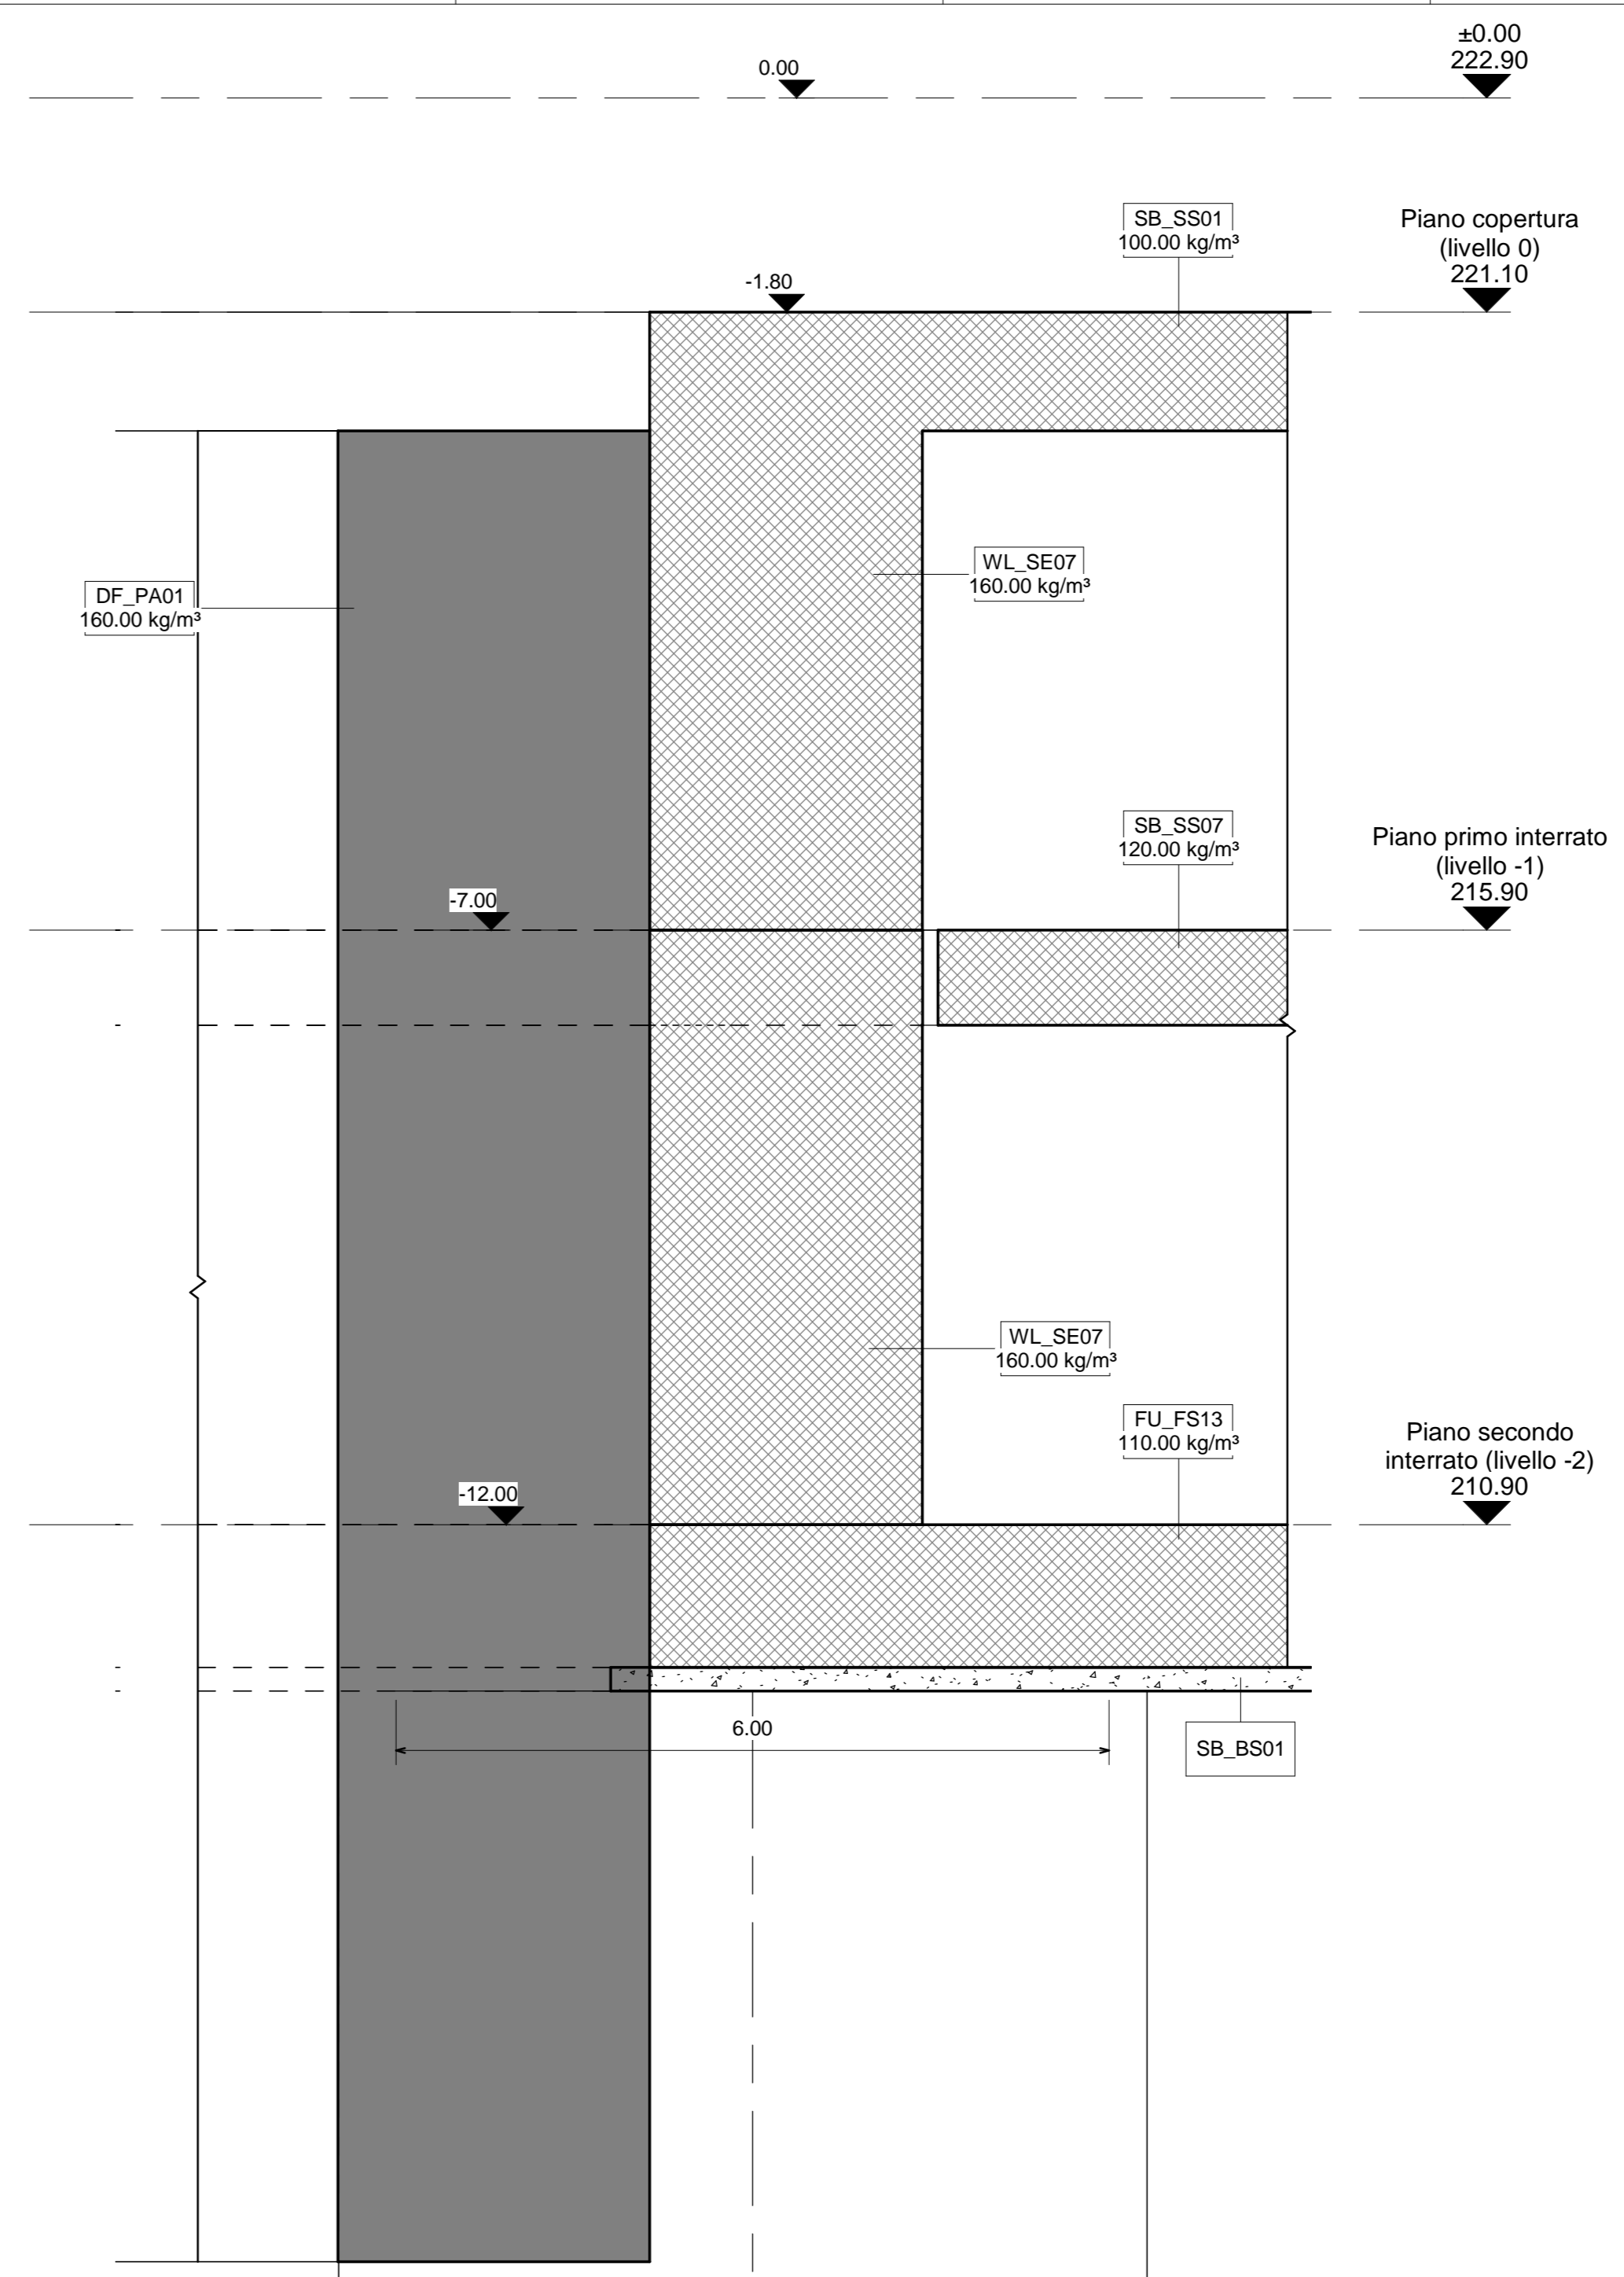 ±0.00
222.90
0.00
SB_SS01
100.00 kg/m³
Piano copertura
(livello 0)
221.10
-1.80
WL_SE07
160.00 kg/m³
DF_PA01
160.00 kg/m³
SB_SS07
120.00 kg/m³
Piano primo interrato
(livello -1)
215.90
-7.00
WL_SE07
160.00 kg/m³
FU_FS13
110.00 kg/m³
Piano secondo
interrato (livello -2)
210.90
-12.00
6.00
SB_BS01